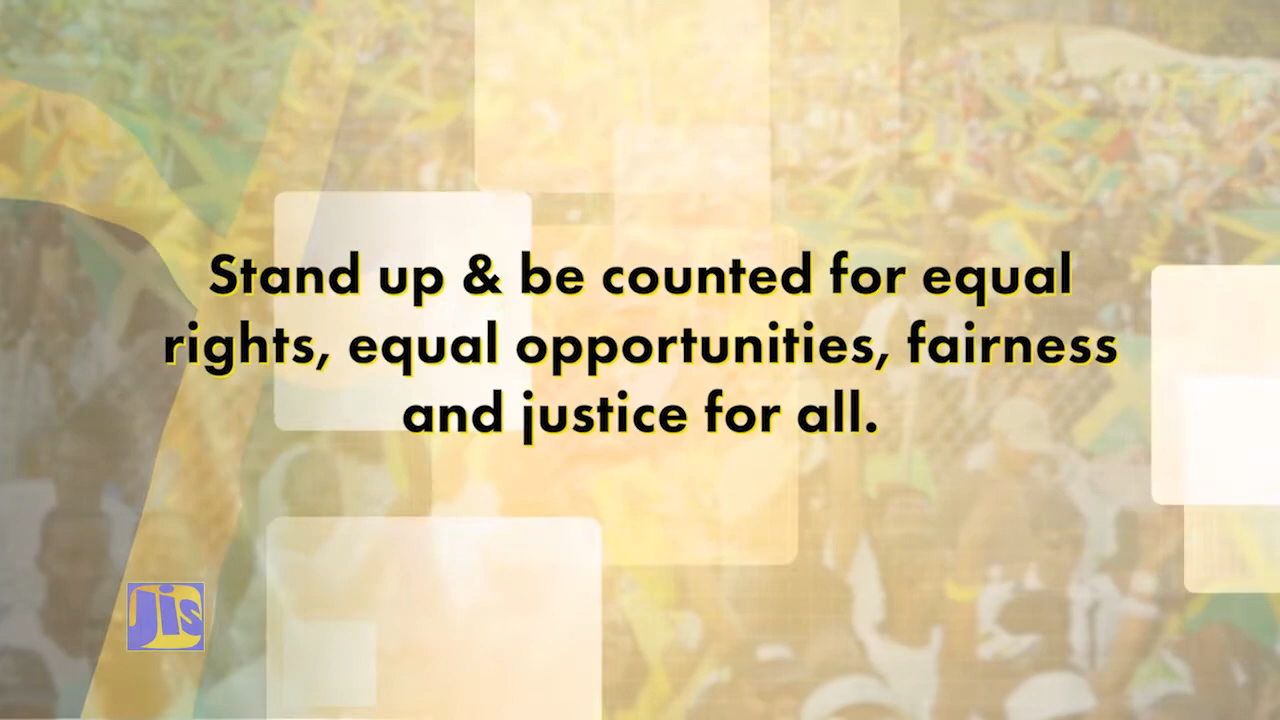 Stand up & be counted for equal
rights, equal opportunities, fairness
and justice for all.
Jis